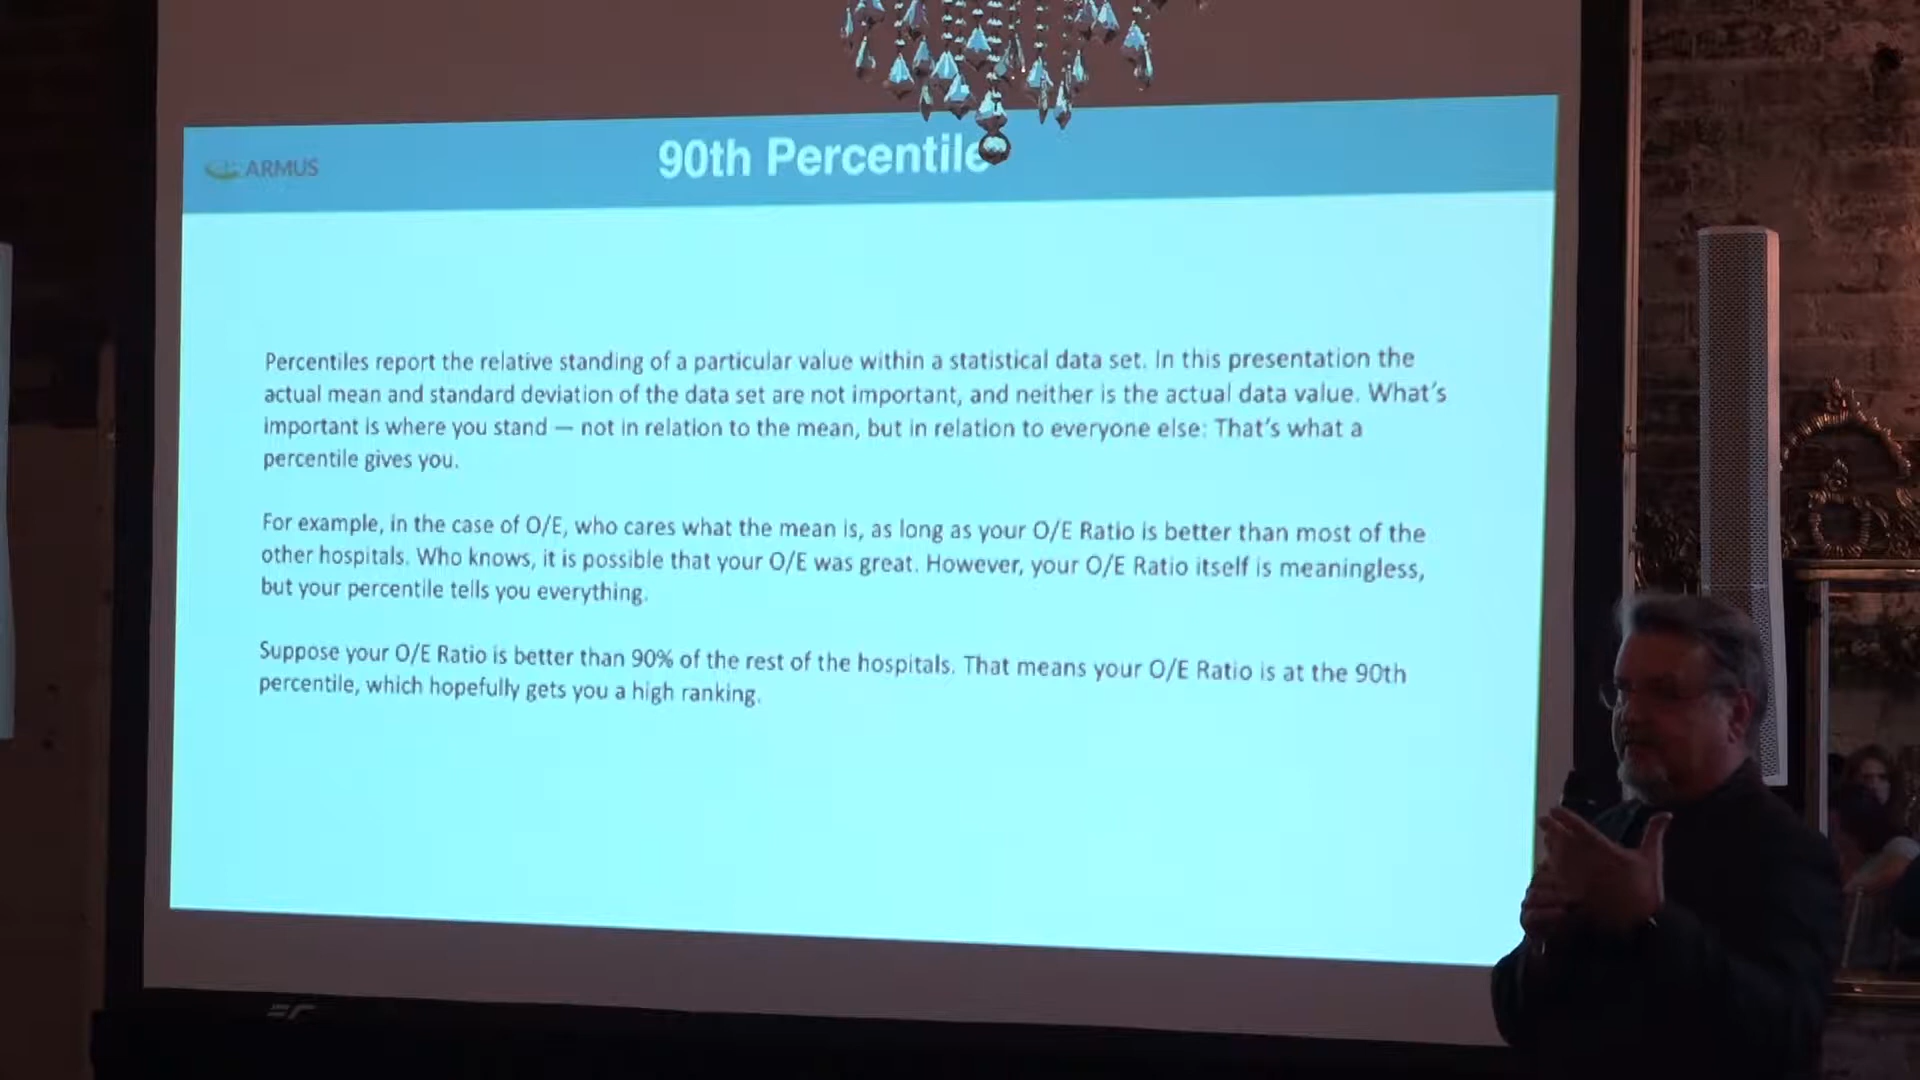 ARMUS
90th Percentile
Percentiles report the relative standing of a particular value within a statistical data set. In this presentation the
actual mean and standard deviation of the data set are not important, and neither is the actual data value. What's
important is where you stand — not in relation to the mean, but in relation to everyone else: That's what a
percentile gives you.
For example, in the case of O/E, who cares what the mean is, as long as your O/E Ratio is better than most of the
other hospitals. Who knows, it is possible that your O/E was great. However, your O/E Ratio itself is meaningless,
but your percentile tells you everything.
Suppose your O/E Ratio is better than 90% of the rest of the hospitals. That means your O/E Ratio is at the 90th
percentile, which hopefully gets you a high ranking.